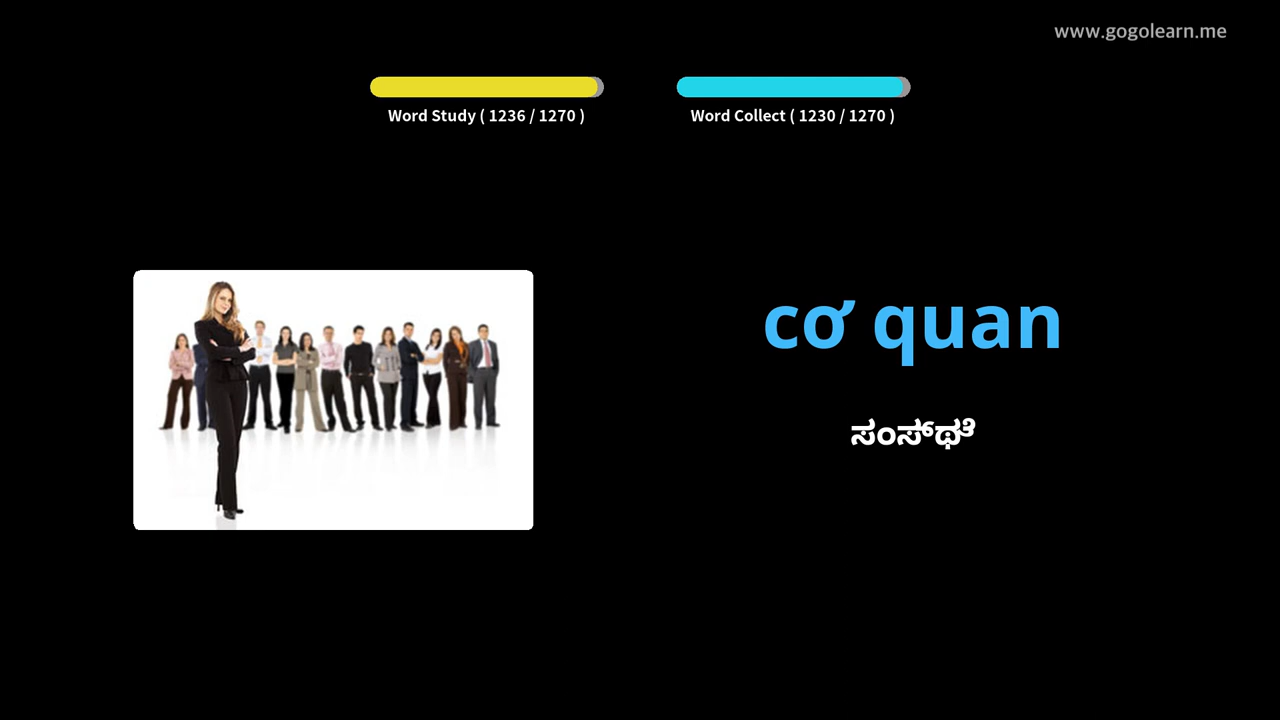 www.gogolearn.me
Word Study ( 1236 / 1270 )
Word Collect ( 1230 / 1270 )
cơ quan
ಸಂಸ್ಥೆ